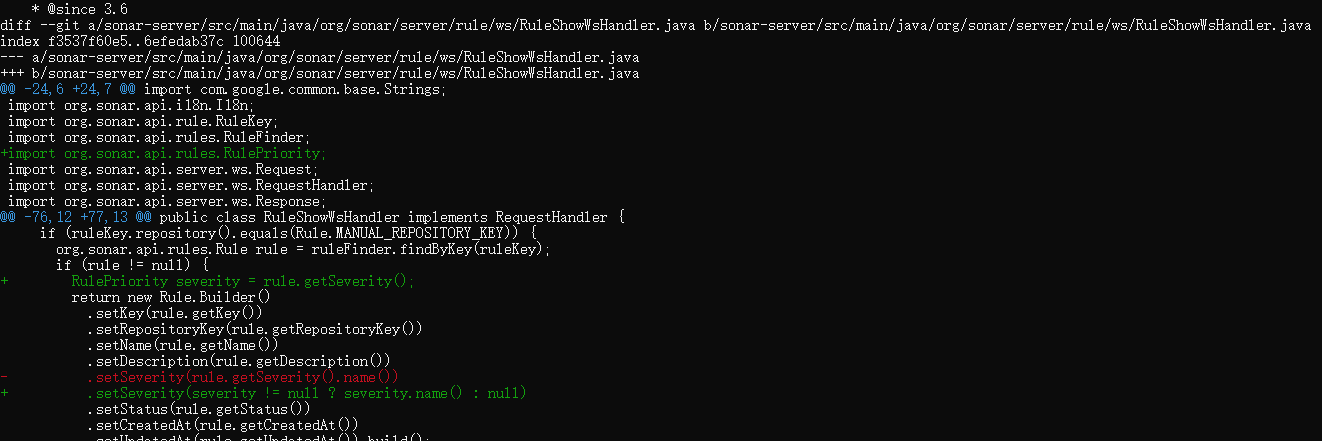 * @since 3.6
diff --git a/sonar-server/src/main/java/org/sonar/server/rule/ws/RuleShowWsHandler.java b/sonar-server/src/main/java/org/sonar/server/rule/ws/RuleShowWsHandler.java
index f3537f60e5..6efedab37c 100644
--- a/sonar-server/src/main/java/org/sonar/server/rule/ws/RuleShowWsHandler.java
+++ b/sonar-server/src/main/java/org/sonar/server/rule/ws/RuleShowWsHandler.java
@@ -24,6 +24,7 @@ import com.google.common.base.Strings;
 import org.sonar.api.i18n.I18n;
 import org.sonar.api.rule.RuleKey;
 import org.sonar.api.rules.RuleFinder;
+import org.sonar.api.rules.RulePriority;
 import org.sonar.api.server.ws.Request;
 import org.sonar.api.server.ws.RequestHandler;
 import org.sonar.api.server.ws.Response;
@@ -76,12 +77,13 @@ public class RuleShowWsHandler implements RequestHandler {
     if (ruleKey.repository().equals(Rule.MANUAL_REPOSITORY_KEY)) {
       org.sonar.api.rules.Rule rule = ruleFinder.findByKey(ruleKey);
       if (rule != null) {
+        RulePriority severity = rule.getSeverity();
         return new Rule.Builder()
           .setKey(rule.getKey())
           .setRepositoryKey(rule.getRepositoryKey())
           .setName(rule.getName())
           .setDescription(rule.getDescription())
-          .setSeverity(rule.getSeverity().name())
+          .setSeverity(severity != null ? severity.name() : null)
           .setStatus(rule.getStatus())
           .setCreatedAt(rule.getCreatedAt())
           .setUpdatedAt(rule.getUpdatedAt()).build();